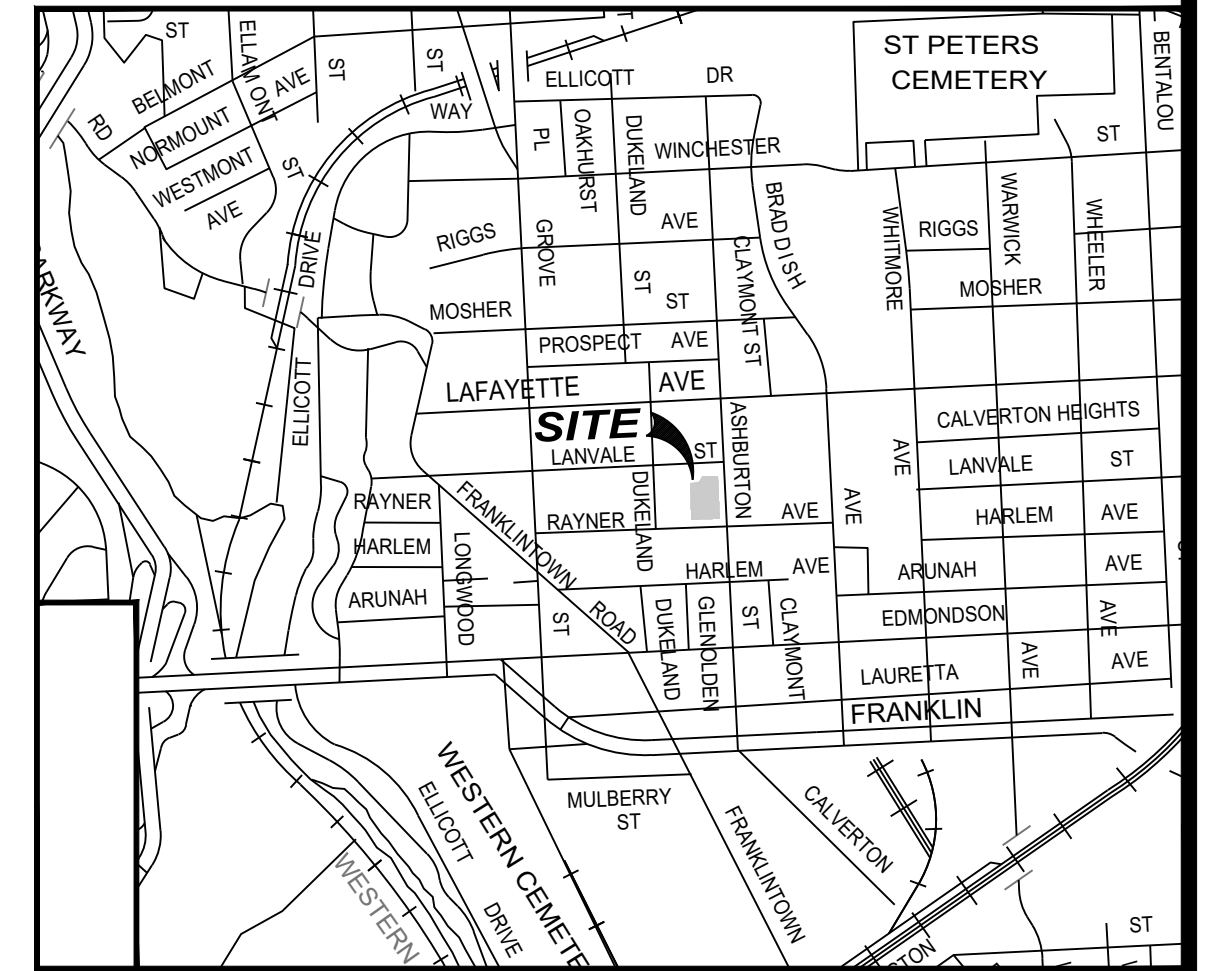 ST
ELLAMONT
ST
ST
BELMONT
AVE
RD
NORMOUNT
WESTMONT
AVE
ST
WAY
ELLICOTT DR
ST PETERS
CEMETERY
BENTALOU
PL
OAKHURST
DUKELAND
WINCHESTER
ST
BRADDISH
WHITMORE
RIGGS
WARWICK
WHEELER
RIGGS
GROVE
AVE
CLAYMONT ST
DRIVE
ST
ST
MOSHER
MOSHER
ARKWAY
PROSPECT AVE
ELLICOTT
LAFAYETTE AVE
SITE
ASHBURTON
CALVERTON HEIGHTS
LANVALE ST
AVE
LANVALE ST
RAYNER
FRANKLINTOWN
RAYNER
DUKELAND
AVE
AVE
HARLEM AVE
HARLEM
LONGWOOD
HARLEM AVE
ARUNAH
AVE
ARUNAH
ST
ROAD
DUKELAND
GLENOLDEN
ST
CLAYMONT
EDMONDSON
AVE
AVE
AVE
LAURETTA
FRANKLIN
WESTERN CEMETE
ELLICOTT
DRIVE
MULBERRY
ST
CALVERTON
FRANKLINTOWN
WESTERN
STON
ST